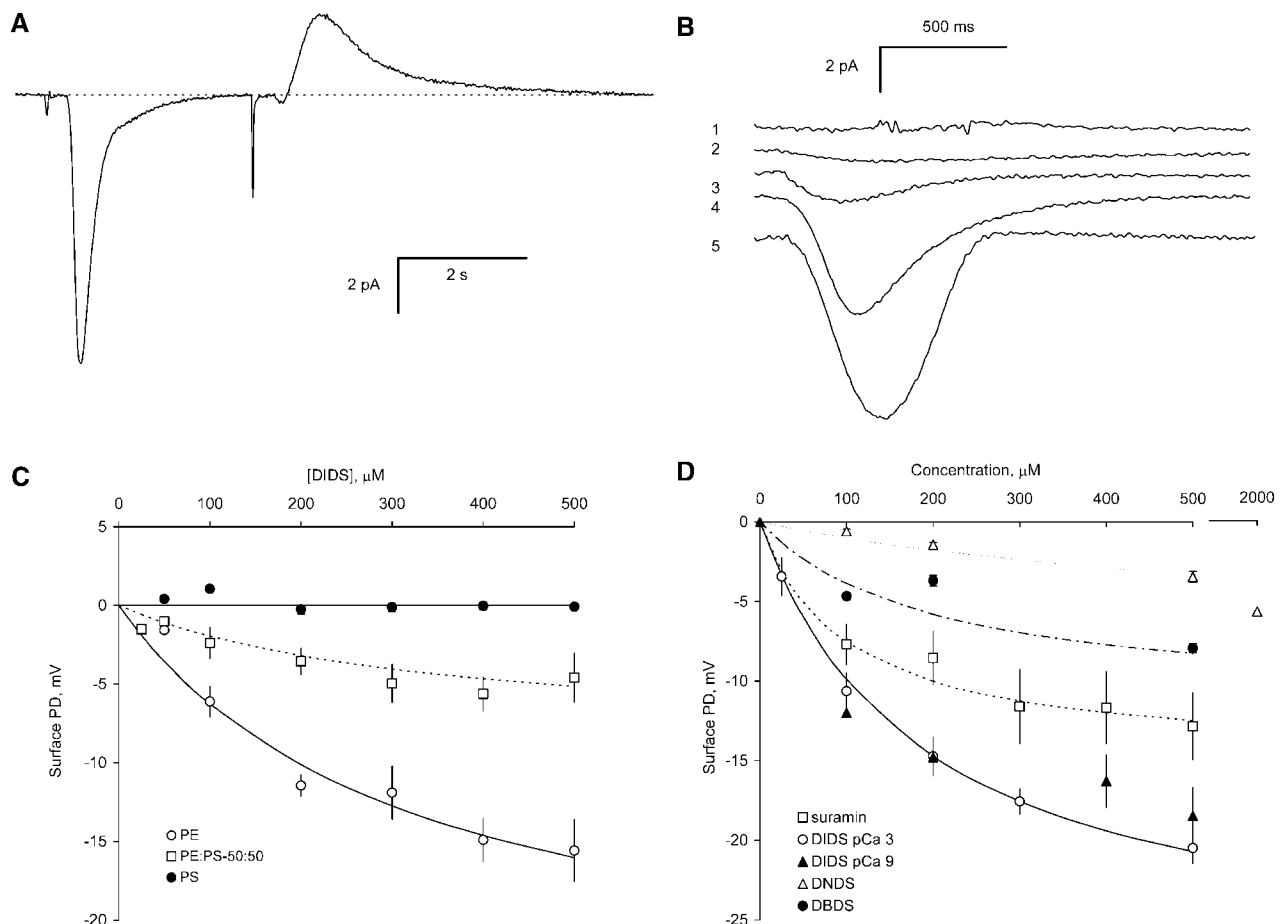 A
2 pA
2 s
B
500 ms
2 pA
1
2
3
4
5
C
[DIDS], μM
0 100 200 300 400 500
5
0
-5
-10
-15
-20
Surface PD, mV
PE
PE:PS-50:50
PS
D
Concentration, μM
0 100 200 300 400 500 2000
0
-5
-10
-15
-20
-25
Surface PD, mV
suramin
DIDS pCa 3
DIDS pCa 9
DNDS
DBDS